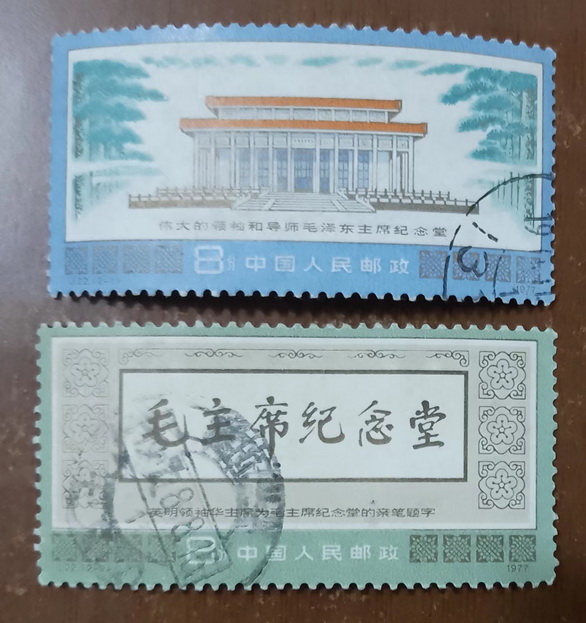 伟大的领袖和导师毛泽东主席纪念堂
8分 中国人民邮政
1977
毛主席纪念堂
英明领袖华主席为毛主席纪念堂的亲笔题字
8分 中国人民邮政
1977